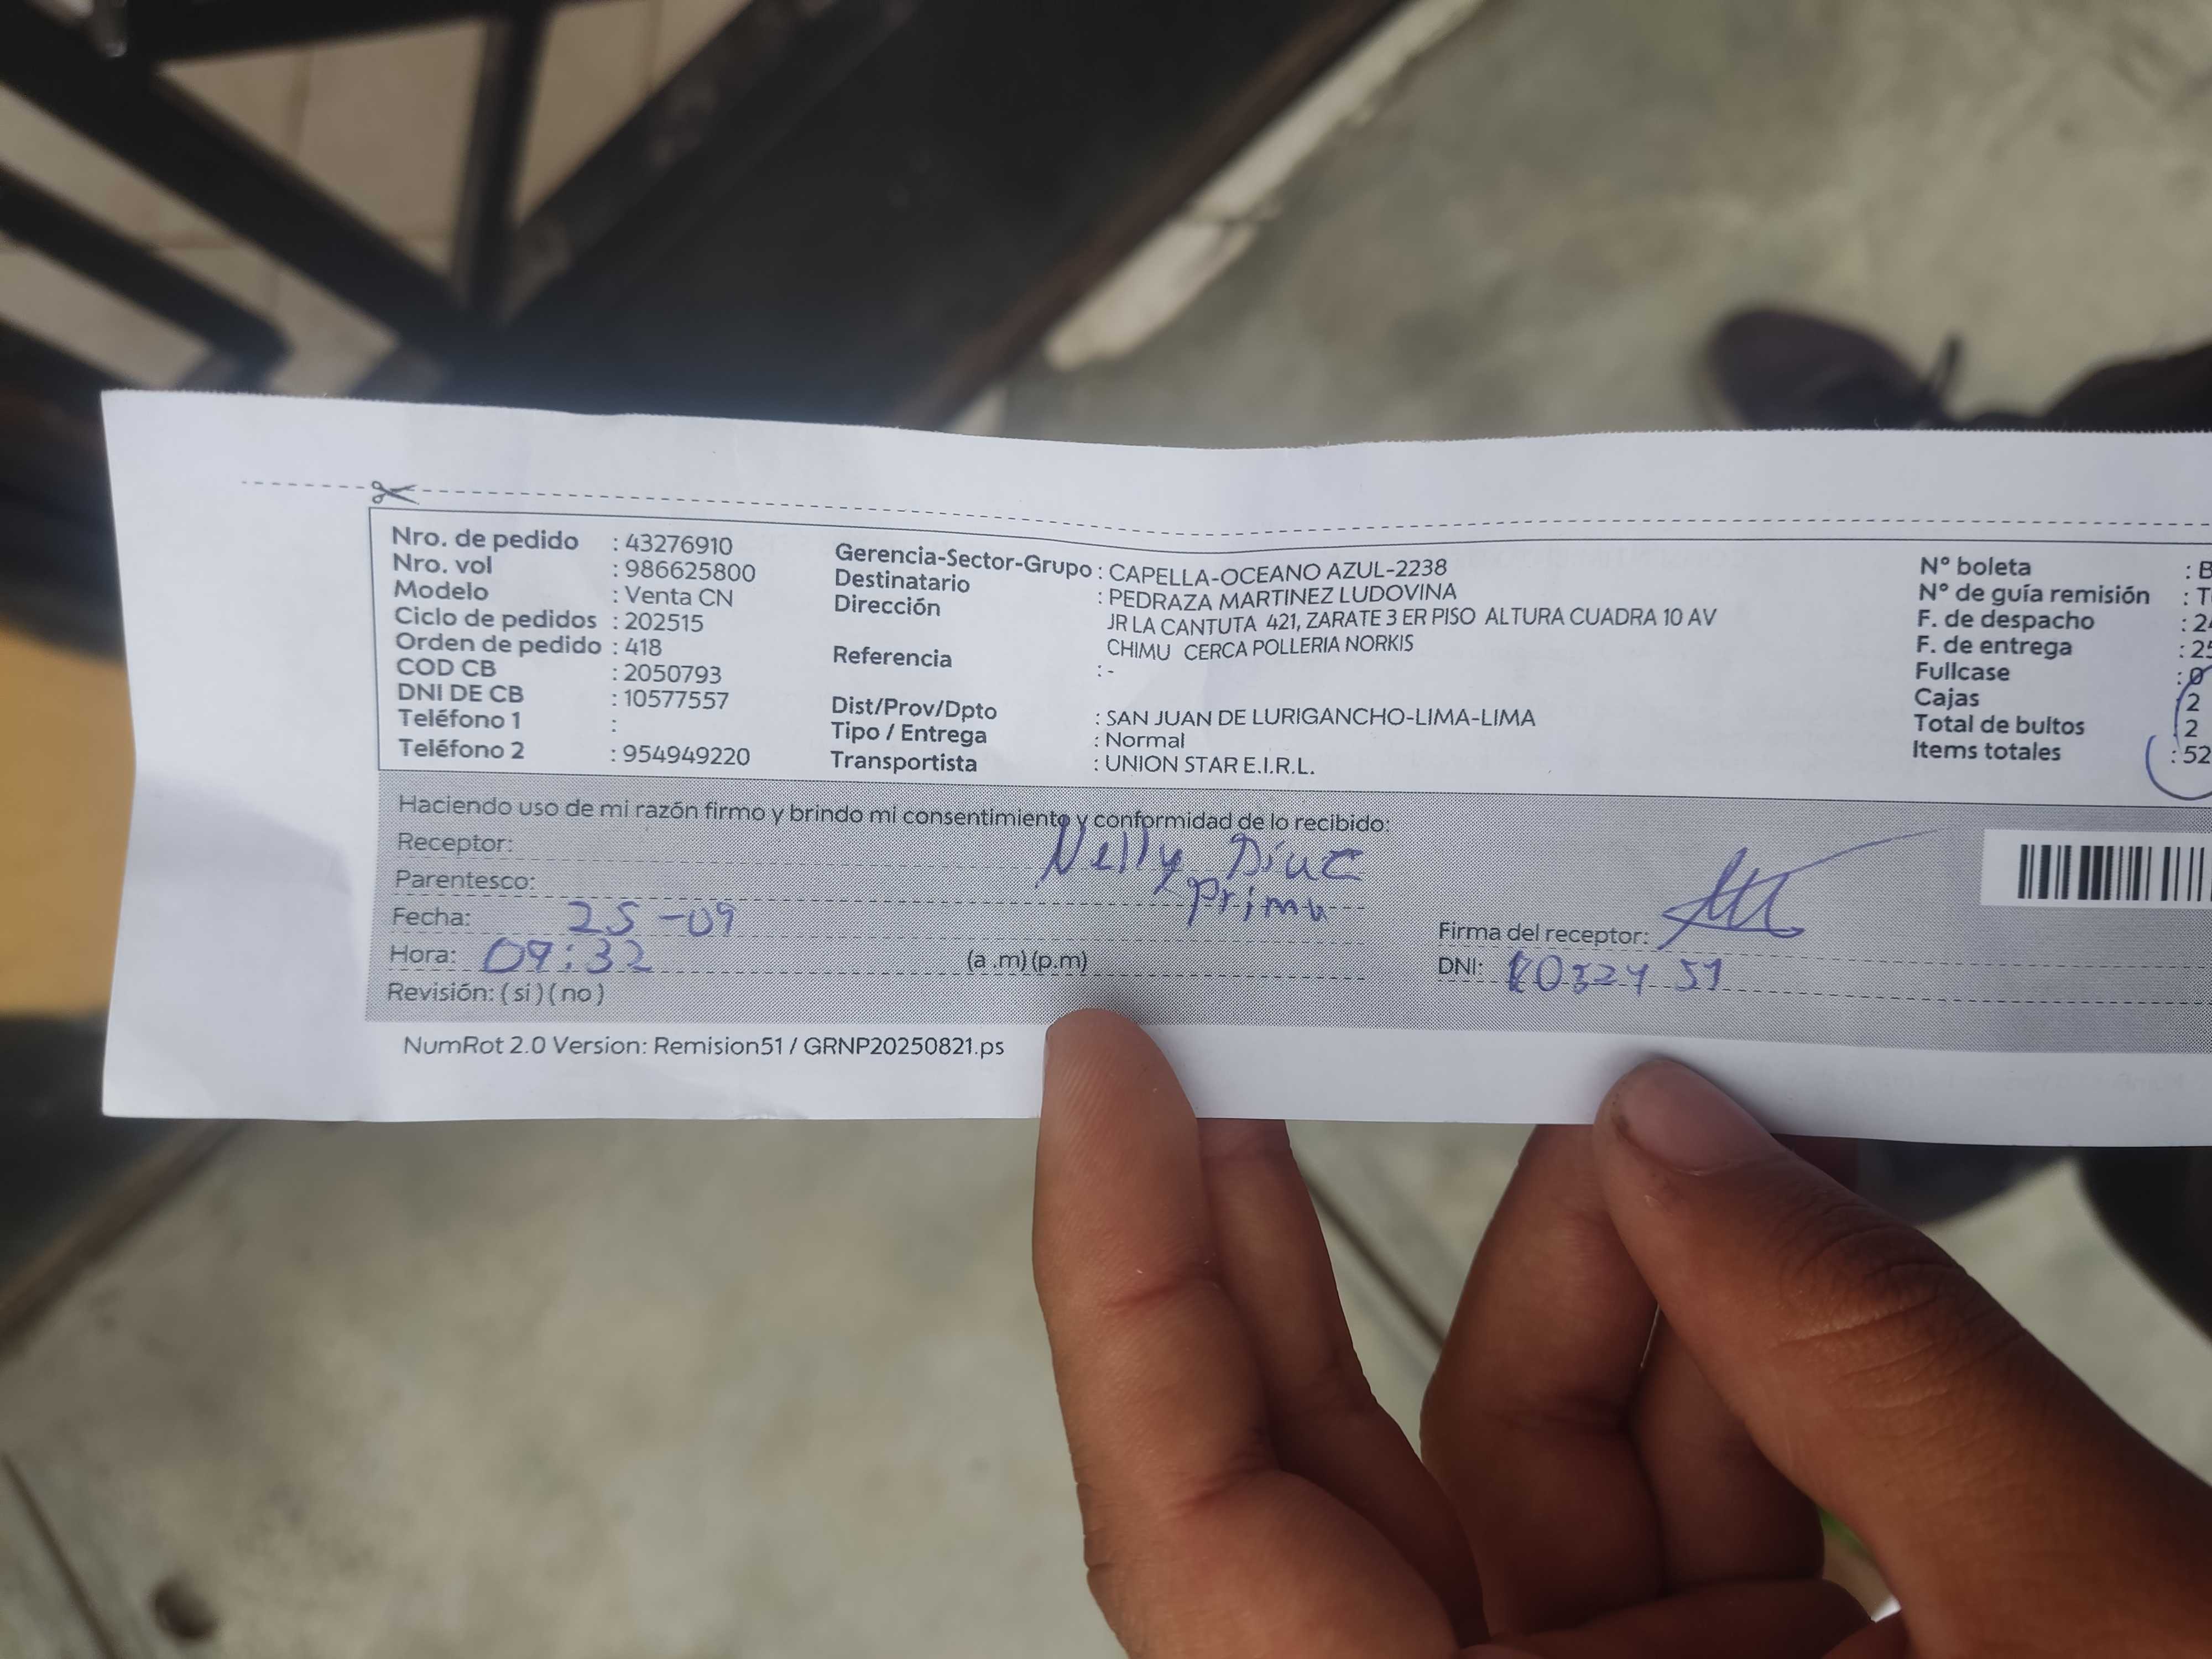 Nro. de pedido : 43276910
Nro. vol : 986625800
Modelo : Venta CN
Ciclo de pedidos : 202515
Orden de pedido : 418
COD CB : 2050793
DNI DE CB : 10577557
Teléfono 1 :
Teléfono 2 : 954949220
Gerencia-Sector-Grupo : CAPELLA-OCEANO AZUL-2238
Destinatario : PEDRAZA MARTINEZ LUDOVINA
Dirección JR LA CANTUTA 421, ZARATE 3 ER PISO ALTURA CUADRA 10 AV
CHIMU CERCA POLLERIA NORKIS
Referencia : -
Dist/Prov/Dpto : SAN JUAN DE LURIGANCHO-LIMA-LIMA
Tipo / Entrega : Normal
Transportista : UNION STAR E.I.R.L.
N° boleta : B
N° de guía remisión : T
F. de despacho : 24
F. de entrega : 25
Fullcase : 0
Cajas 2
Total de bultos 2
Items totales : 52
Haciendo uso de mi razón firmo y brindo mi consentimiento y conformidad de lo recibido:
Receptor: Nelly Diaz
Parentesco: prima
Fecha: 25-09
Hora: 09:32 (a .m) (p.m)
Revisión: ( si ) ( no )
Firma del receptor:
DNI:
NumRot 2.0 Version: Remision51 / GRNP20250821.ps